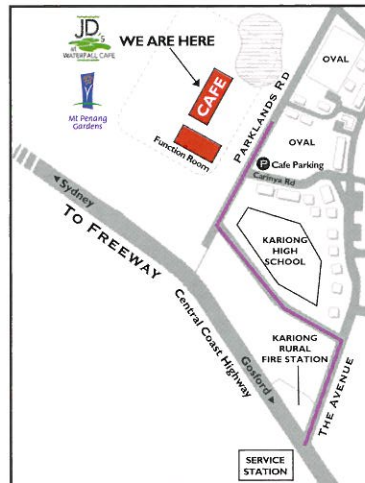 JD's
at
WATERFALL CAFE
WE ARE HERE
Mt Penang
Gardens
CAFE
Function Room
PARKLANDS RD
OVAL
OVAL
P Cafe Parking
Carinya Rd
◄ Sydney
TO FREEWAY
KARIONG
HIGH
SCHOOL
Central Coast Highway
Gosford ►
KARIONG
RURAL
FIRE STATION
THE AVENUE
SERVICE
STATION